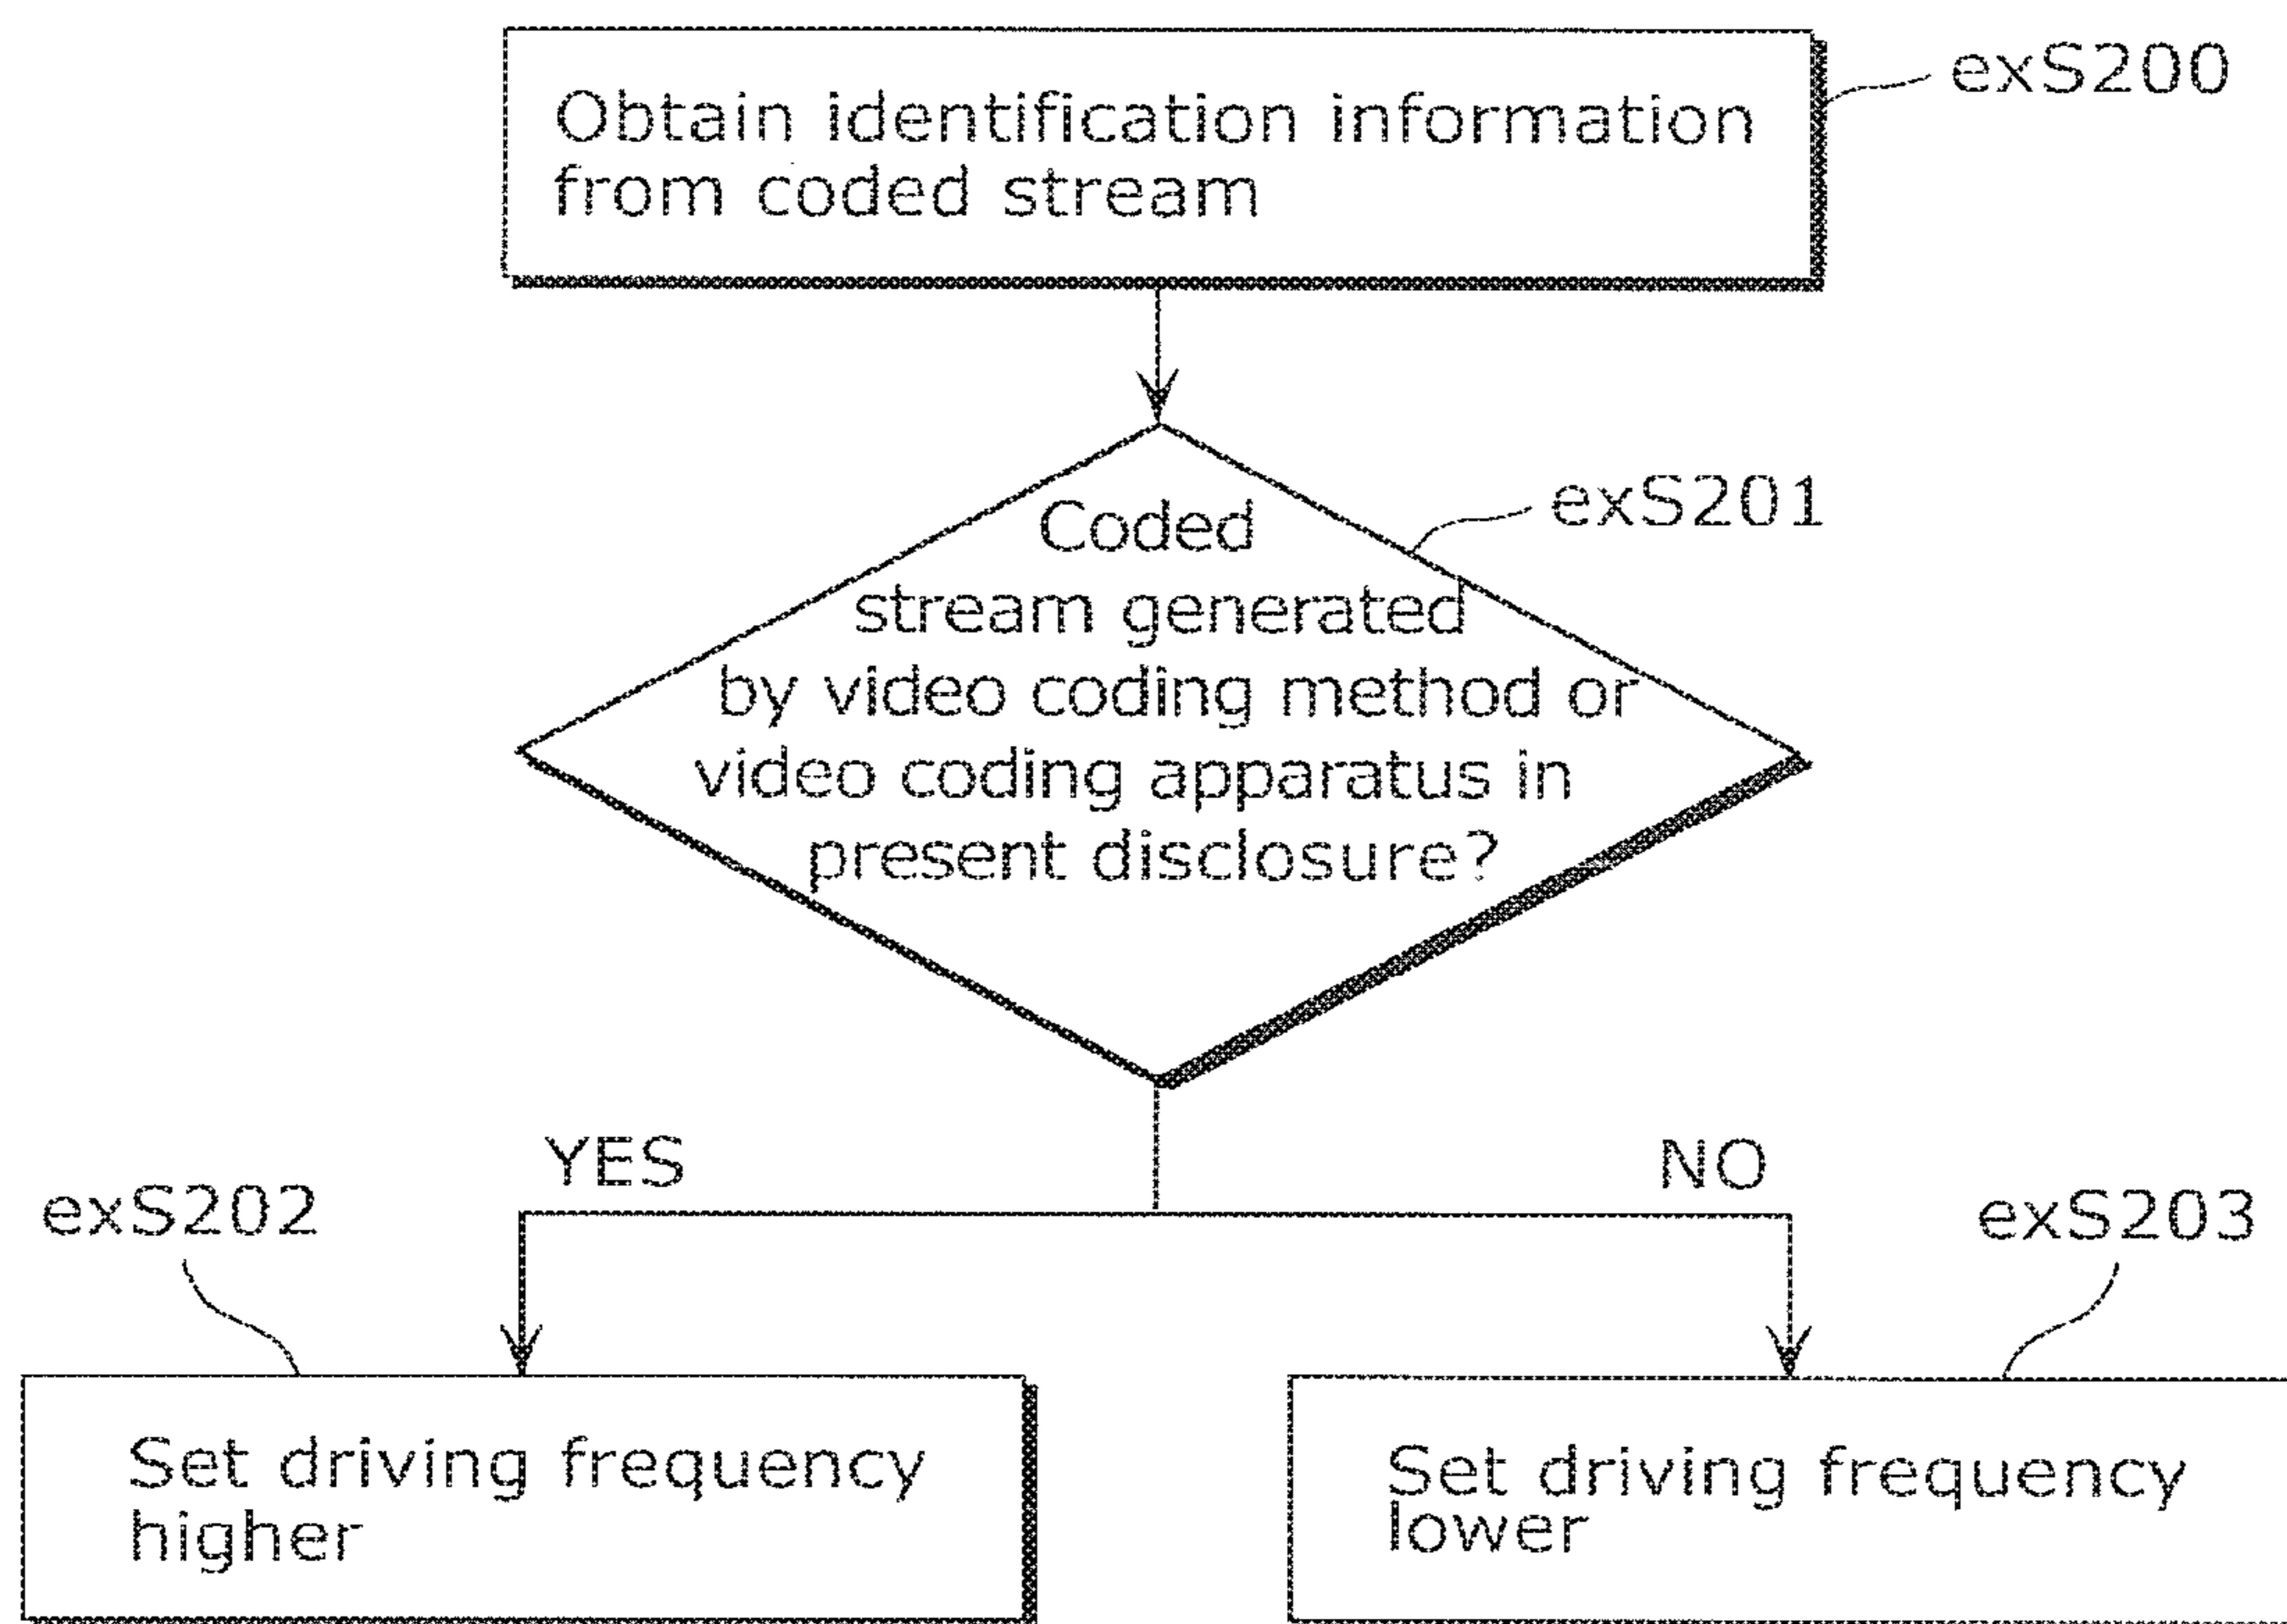 Obtain identification information
from coded stream
exS200
Coded
stream generated
by video coding method or
video coding apparatus in
present disclosure?
exS201
YES
NO
exS202
exS203
Set driving frequency
higher
Set driving frequency
lower